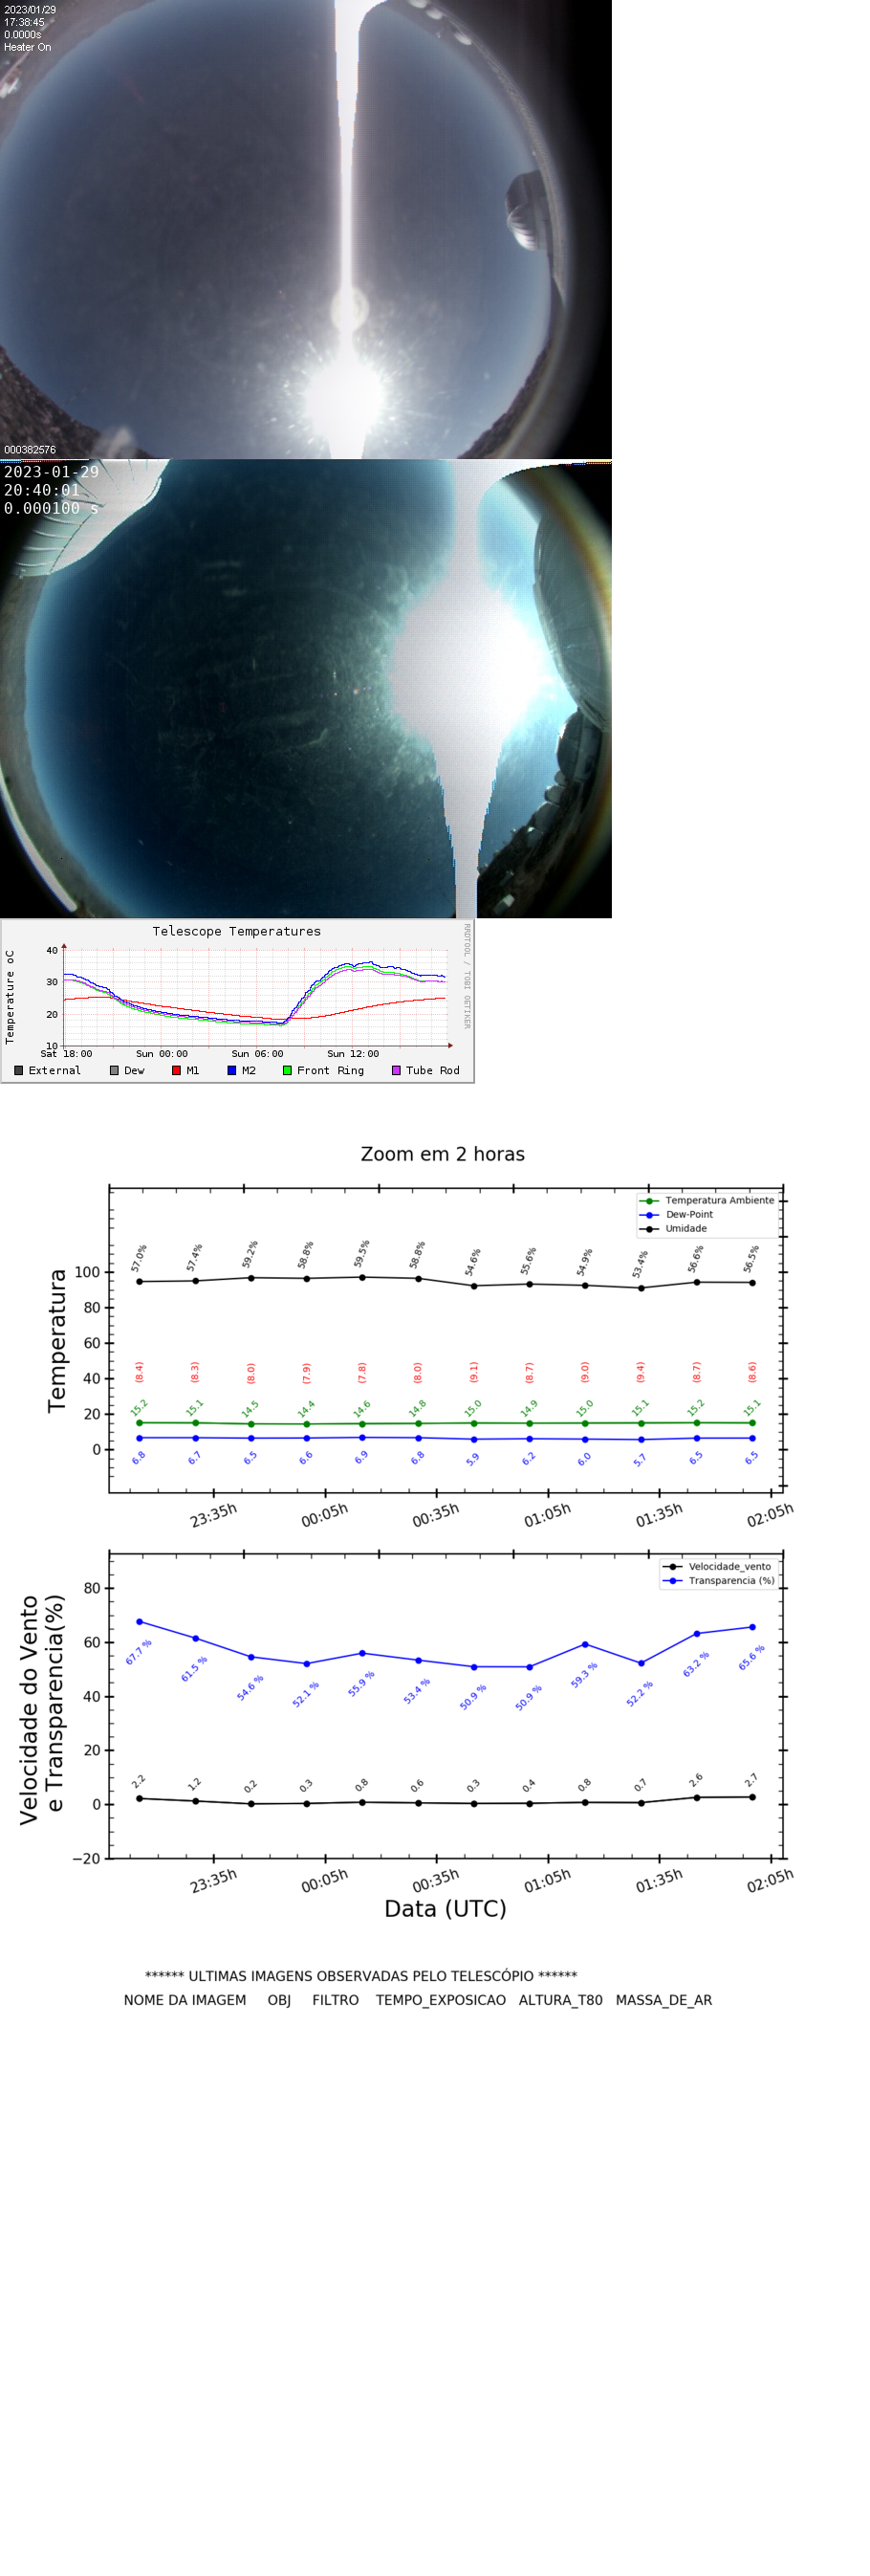 2023/01/29
17:38:45
0.0000s
Heater On
000382576
2023-01-29
20:40:01
0.000100 s
Telescope Temperatures
RRDTOOL / TOBI OETIKER
Temperature oC
40
30
20
10
Sat 18:00 Sun 00:00 Sun 06:00 Sun 12:00
External Dew M1 M2 Front Ring Tube Rod
Zoom em 2 horas
Temperatura Ambiente
Dew-Point
Umidade
Temperatura
100
80
60
40
20
0
57.0% 57.4% 59.2% 58.8% 59.5% 58.8% 54.6% 55.6% 54.9% 53.4% 56.6% 56.5%
(8.4) (8.3) (8.0) (7.9) (7.8) (8.0) (9.1) (8.7) (9.0) (9.4) (8.7) (8.6)
15.2 15.1 14.5 14.4 14.6 14.8 15.0 14.9 15.0 15.1 15.2 15.1
6.8 6.7 6.5 6.6 6.9 6.8 5.9 6.2 6.0 5.7 6.5 6.5
23:35h 00:05h 00:35h 01:05h 01:35h 02:05h
Velocidade_vento
Transparencia (%)
Velocidade do Vento
e Transparencia(%)
80
60
40
20
0
−20
67.7 % 61.5 % 54.6 % 52.1 % 55.9 % 53.4 % 50.9 % 50.9 % 59.3 % 52.2 % 63.2 % 65.6 %
2.2 1.2 0.2 0.3 0.8 0.6 0.3 0.4 0.8 0.7 2.6 2.7
23:35h 00:05h 00:35h 01:05h 01:35h 02:05h
Data (UTC)
****** ULTIMAS IMAGENS OBSERVADAS PELO TELESCÓPIO ******
NOME DA IMAGEM OBJ FILTRO TEMPO_EXPOSICAO ALTURA_T80 MASSA_DE_AR